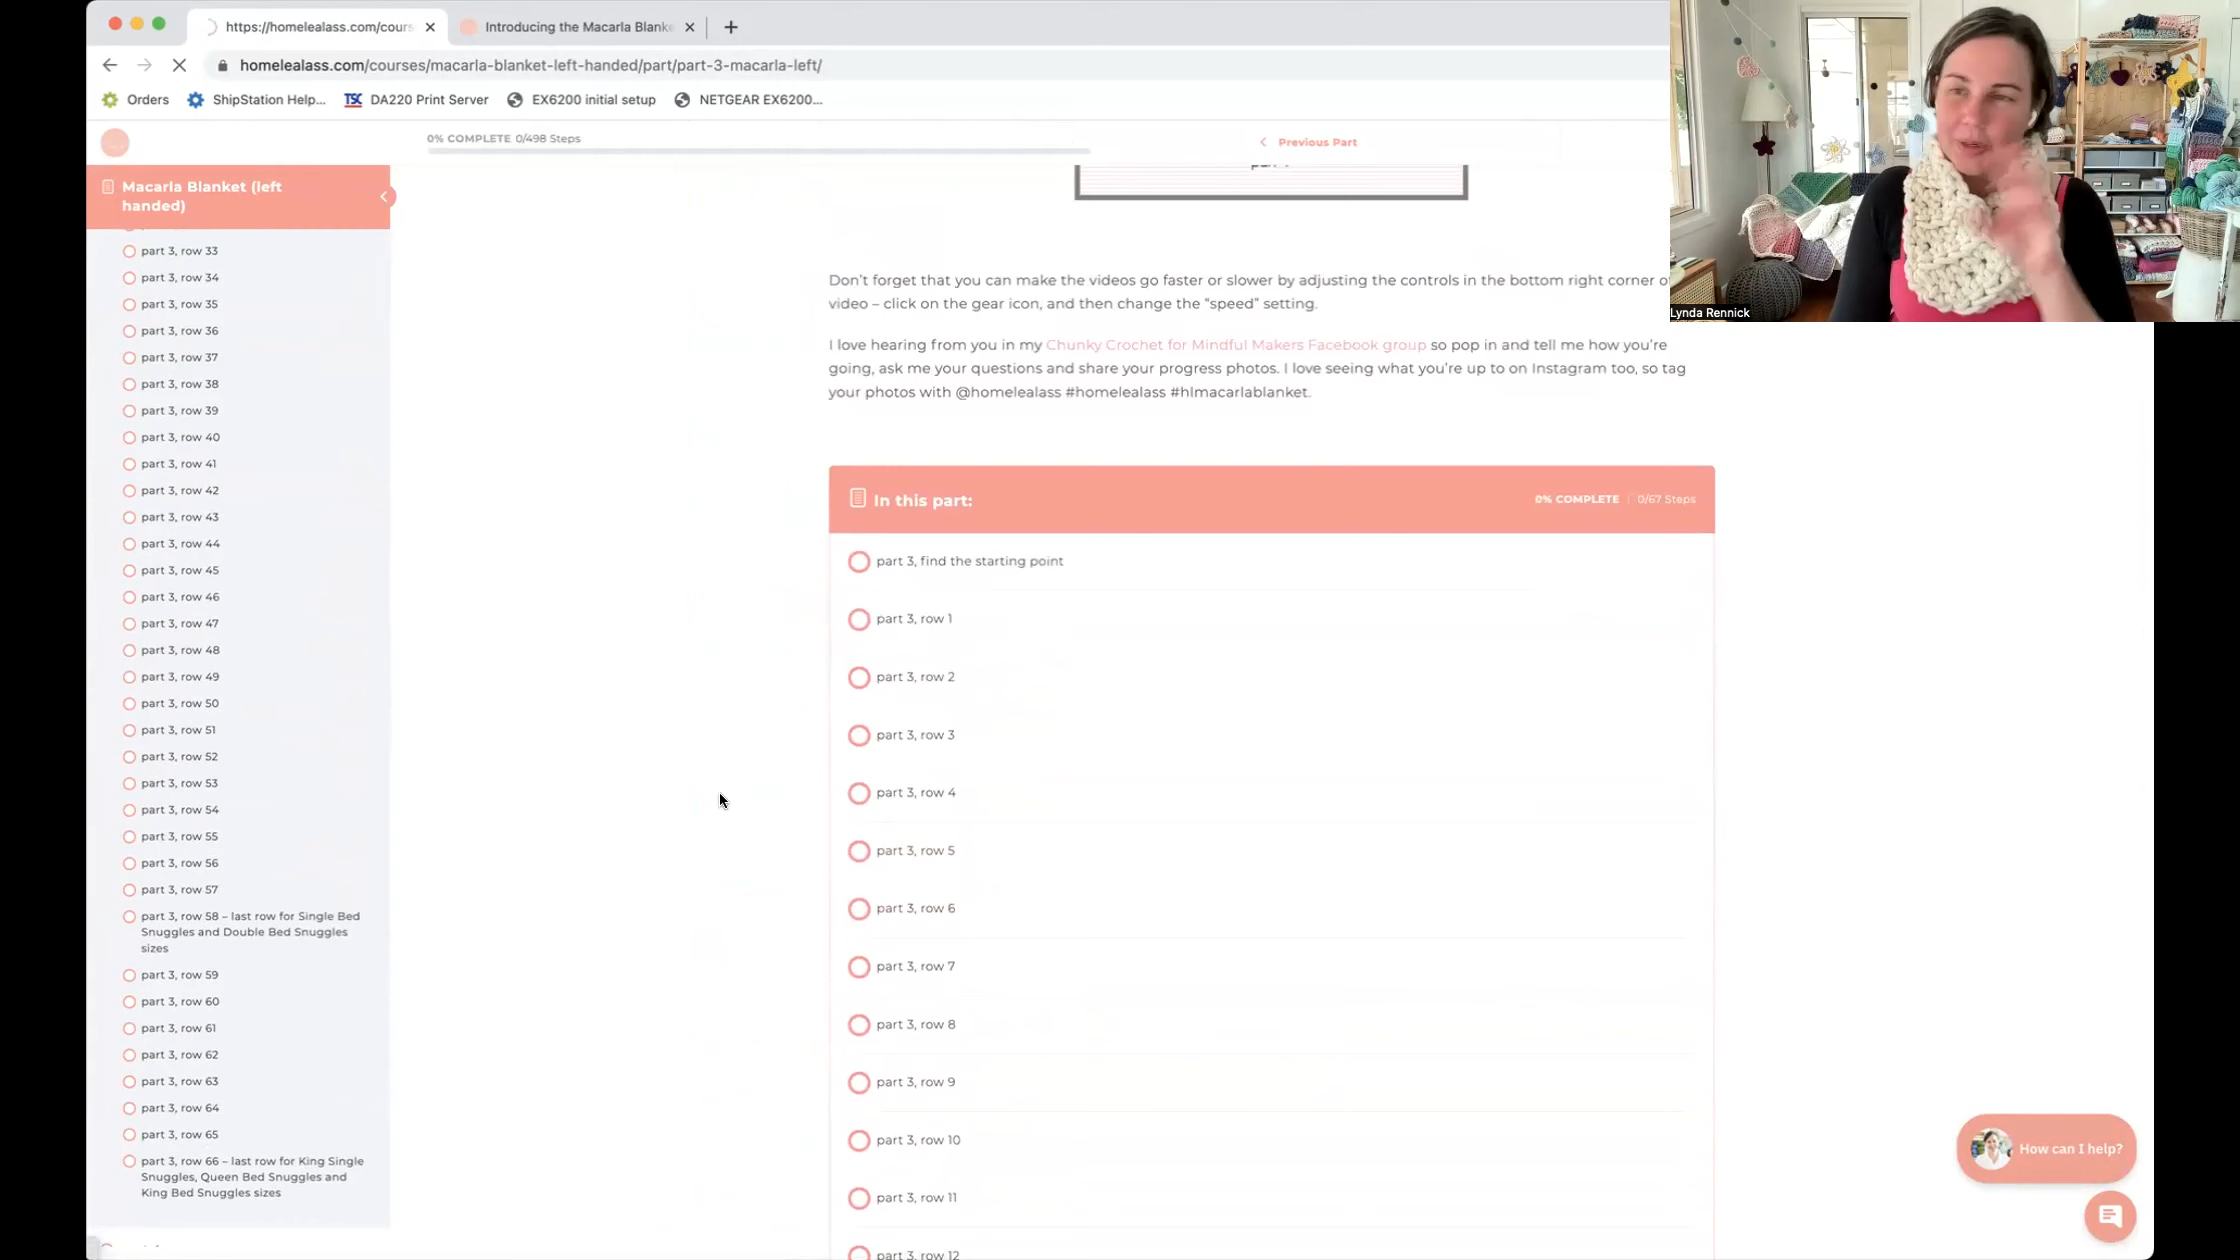 https://homelealass.com/cours
Introducing the Macarla Blanke
homelealass.com/courses/macarla-blanket-left-handed/part/part-3-macarla-left/
Orders
ShipStation Help...
TSC DA220 Print Server
EX6200 initial setup
NETGEAR EX6200...
0% COMPLETE 0/498 Steps
Previous Part
Macarla Blanket (left
handed)
part 3, row 33
part 3, row 34
part 3, row 35
part 3, row 36
part 3, row 37
part 3, row 38
part 3, row 39
part 3, row 40
part 3, row 41
part 3, row 42
part 3, row 43
part 3, row 44
part 3, row 45
part 3, row 46
part 3, row 47
part 3, row 48
part 3, row 49
part 3, row 50
part 3, row 51
part 3, row 52
part 3, row 53
part 3, row 54
part 3, row 55
part 3, row 56
part 3, row 57
part 3, row 58 – last row for Single Bed
Snuggles and Double Bed Snuggles
sizes
part 3, row 59
part 3, row 60
part 3, row 61
part 3, row 62
part 3, row 63
part 3, row 64
part 3, row 65
part 3, row 66 – last row for King Single
Snuggles, Queen Bed Snuggles and
King Bed Snuggles sizes
Don't forget that you can make the videos go faster or slower by adjusting the controls in the bottom right corner o
video – click on the gear icon, and then change the "speed" setting.
I love hearing from you in my Chunky Crochet for Mindful Makers Facebook group so pop in and tell me how you're
going, ask me your questions and share your progress photos. I love seeing what you're up to on Instagram too, so tag
your photos with @homelealass #homelealass #hlmacarlablanket.
In this part:
0% COMPLETE | 0/67 Steps
part 3, find the starting point
part 3, row 1
part 3, row 2
part 3, row 3
part 3, row 4
part 3, row 5
part 3, row 6
part 3, row 7
part 3, row 8
part 3, row 9
part 3, row 10
part 3, row 11
part 3, row 12
Lynda Rennick
How can I help?